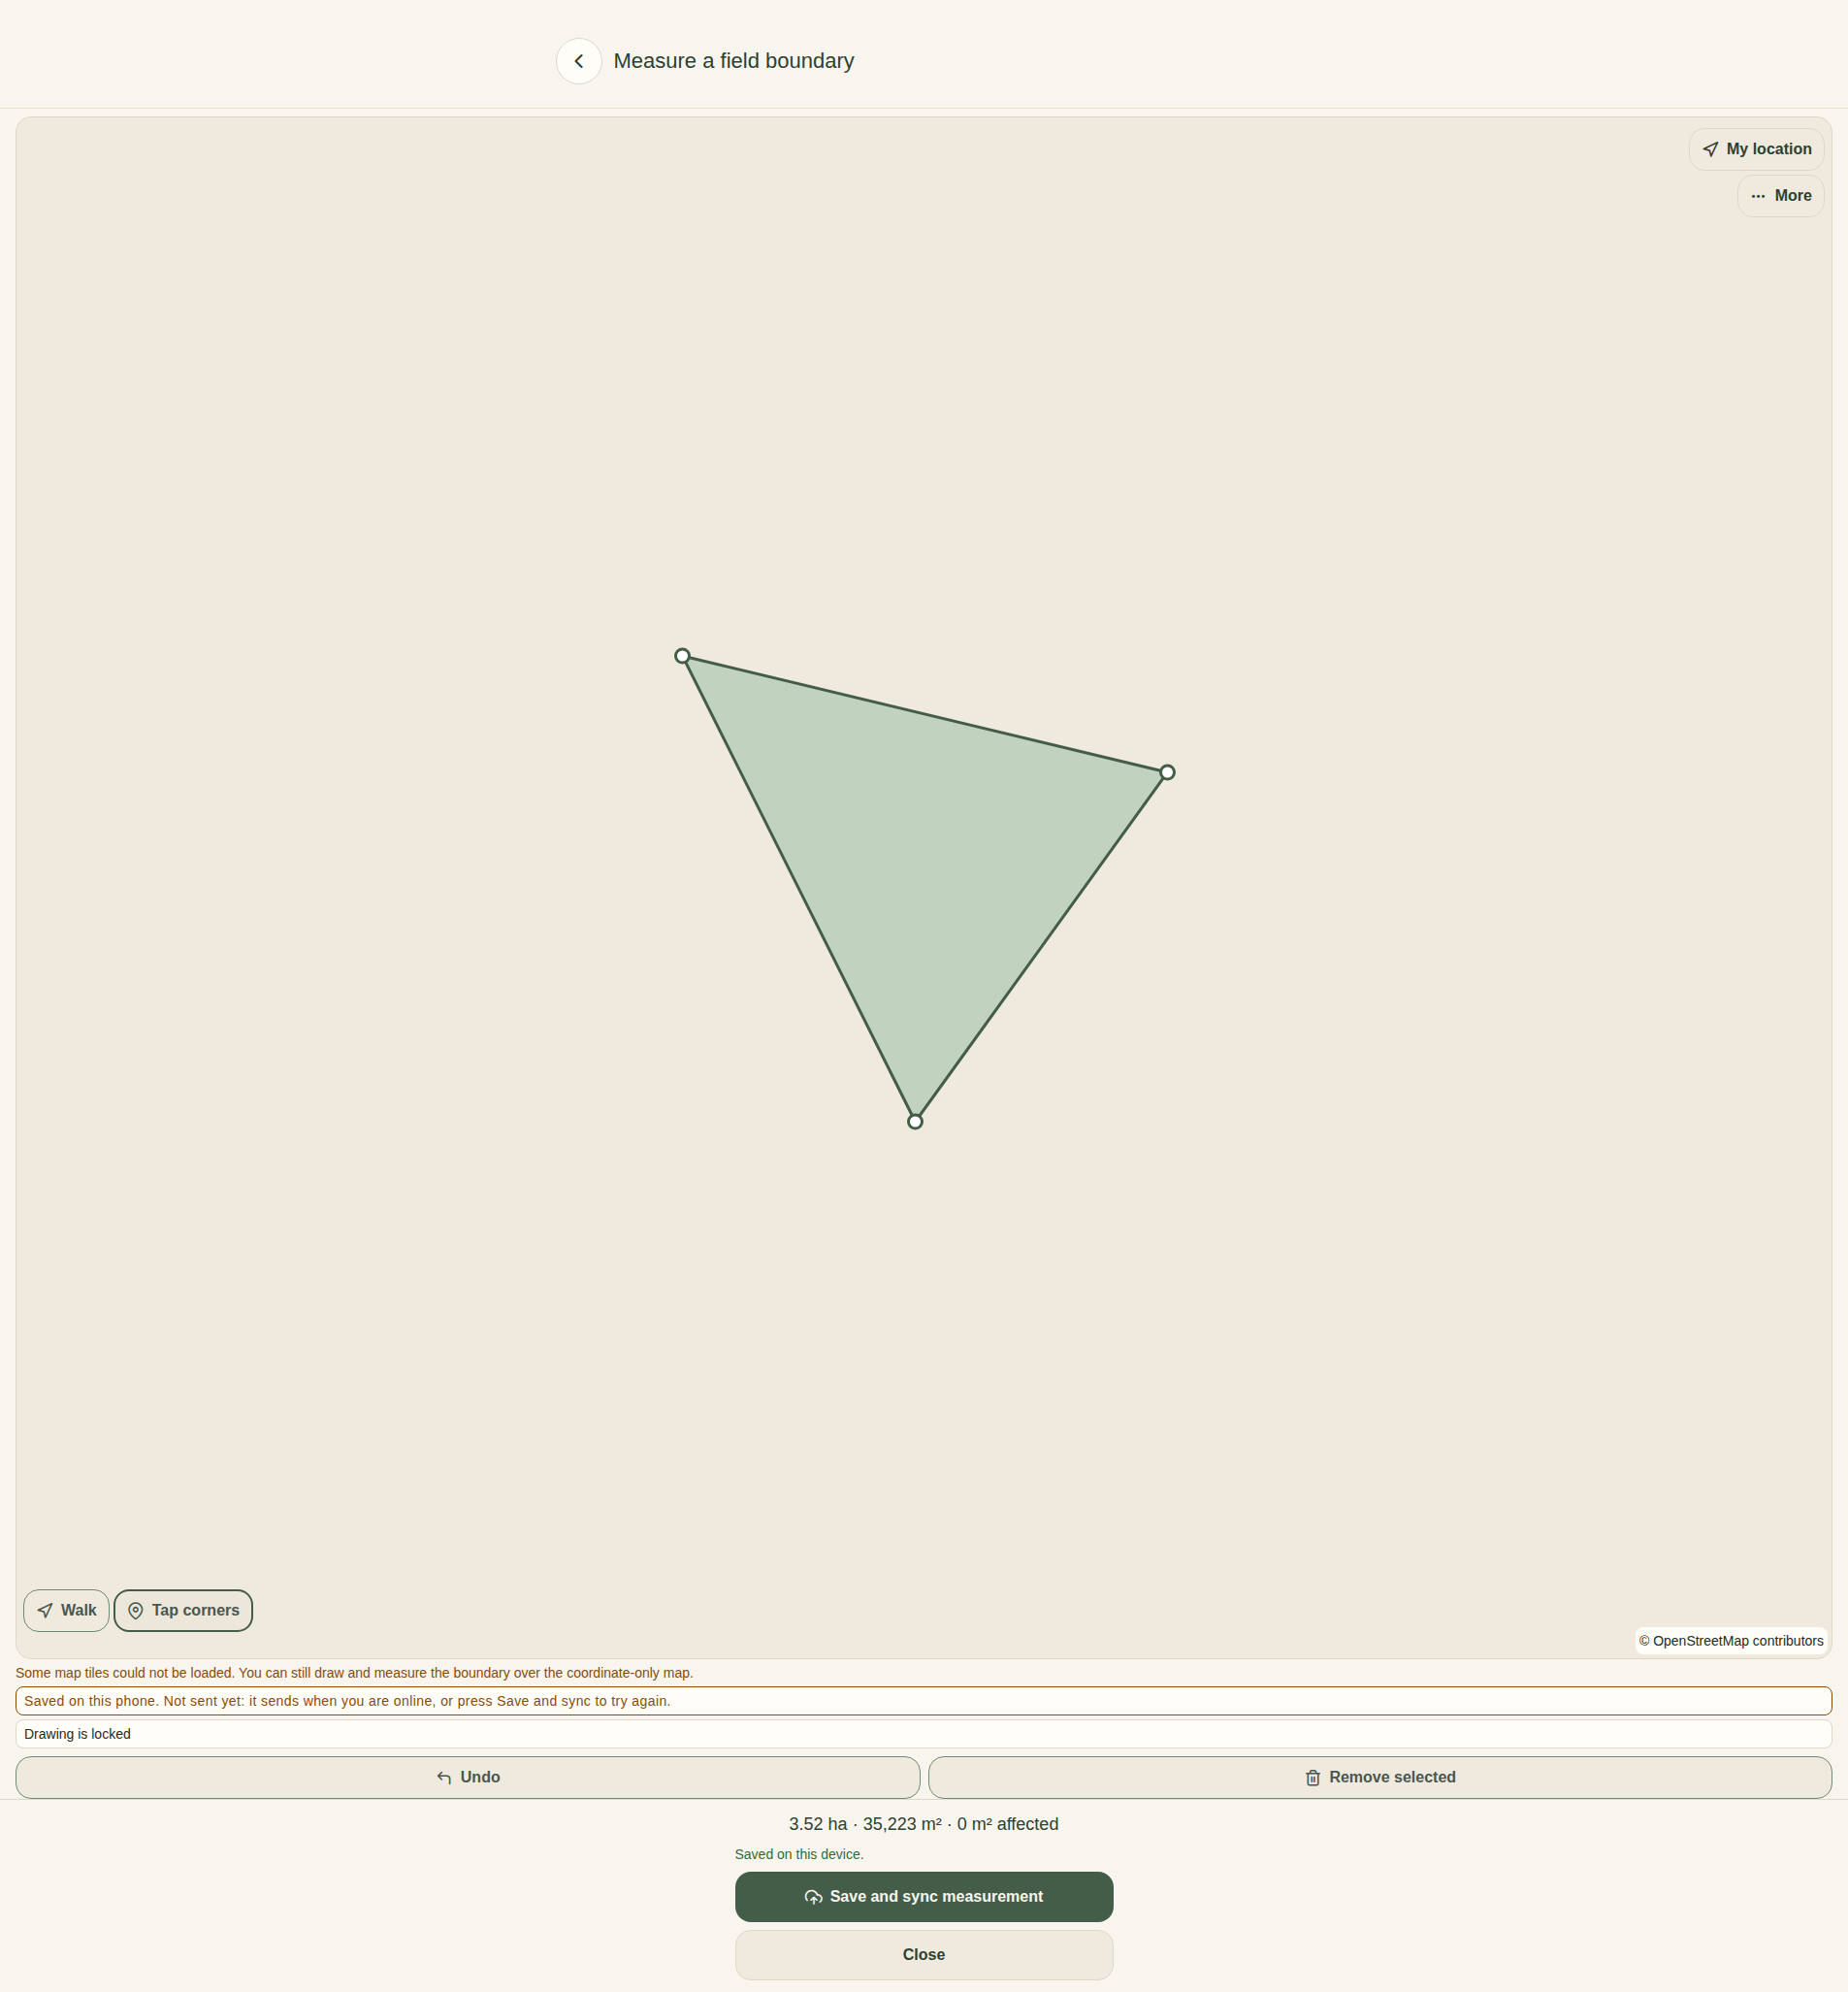 Measure a field boundary
My location
More
Walk
Tap corners
© OpenStreetMap contributors
Some map tiles could not be loaded. You can still draw and measure the boundary over the coordinate-only map.
Saved on this phone. Not sent yet: it sends when you are online, or press Save and sync to try again.
Drawing is locked
Undo
Remove selected
3.52 ha · 35,223 m² · 0 m² affected
Saved on this device.
Save and sync measurement
Close